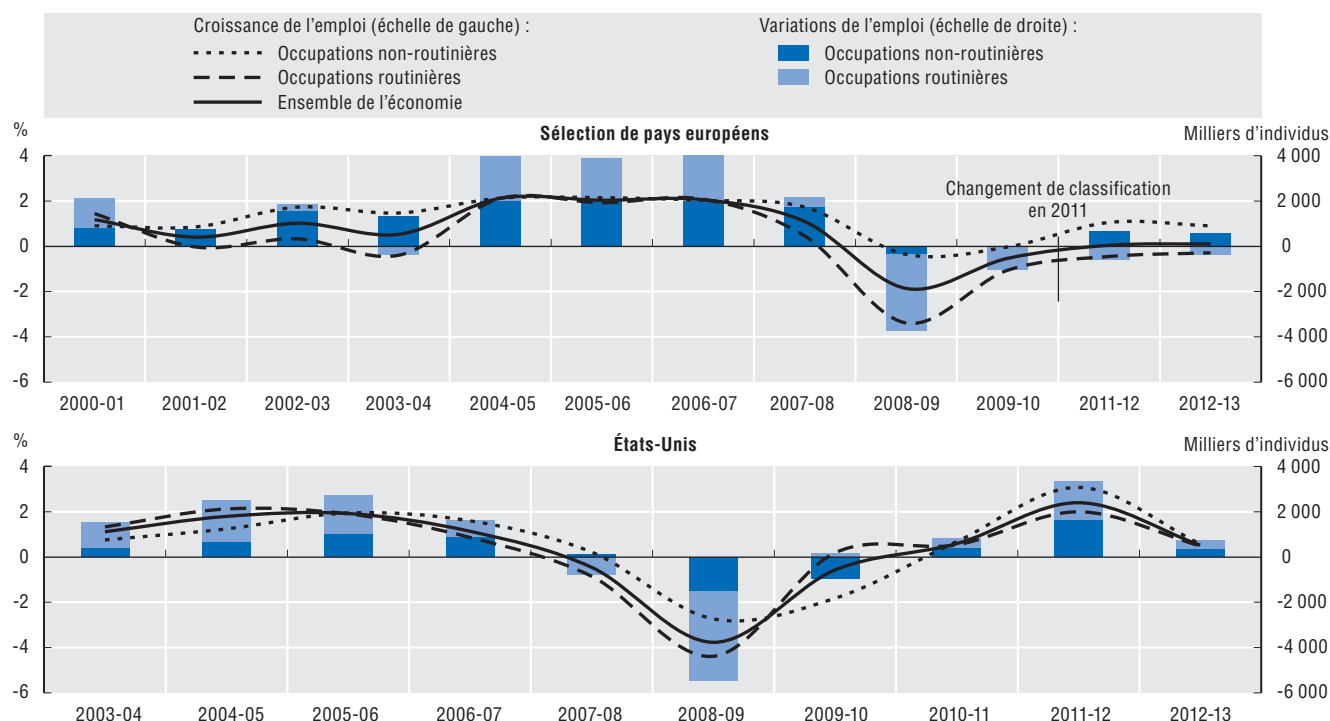 Croissance de l'emploi (échelle de gauche) :
Occupations non-routinières
Occupations routinières
Ensemble de l'économie
Variations de l'emploi (échelle de droite) :
Occupations non-routinières
Occupations routinières
%
Sélection de pays européens
Milliers d'individus
4
2
0
-2
-4
-6
Changement de classification
en 2011
4 000
2 000
0
-2 000
-4 000
-6 000
2000-01 2001-02 2002-03 2003-04 2004-05 2005-06 2006-07 2007-08 2008-09 2009-10 2011-12 2012-13
%
États-Unis
Milliers d'individus
4
2
0
-2
-4
-6
4 000
2 000
0
-2 000
-4 000
-6 000
2003-04 2004-05 2005-06 2006-07 2007-08 2008-09 2009-10 2010-11 2011-12 2012-13